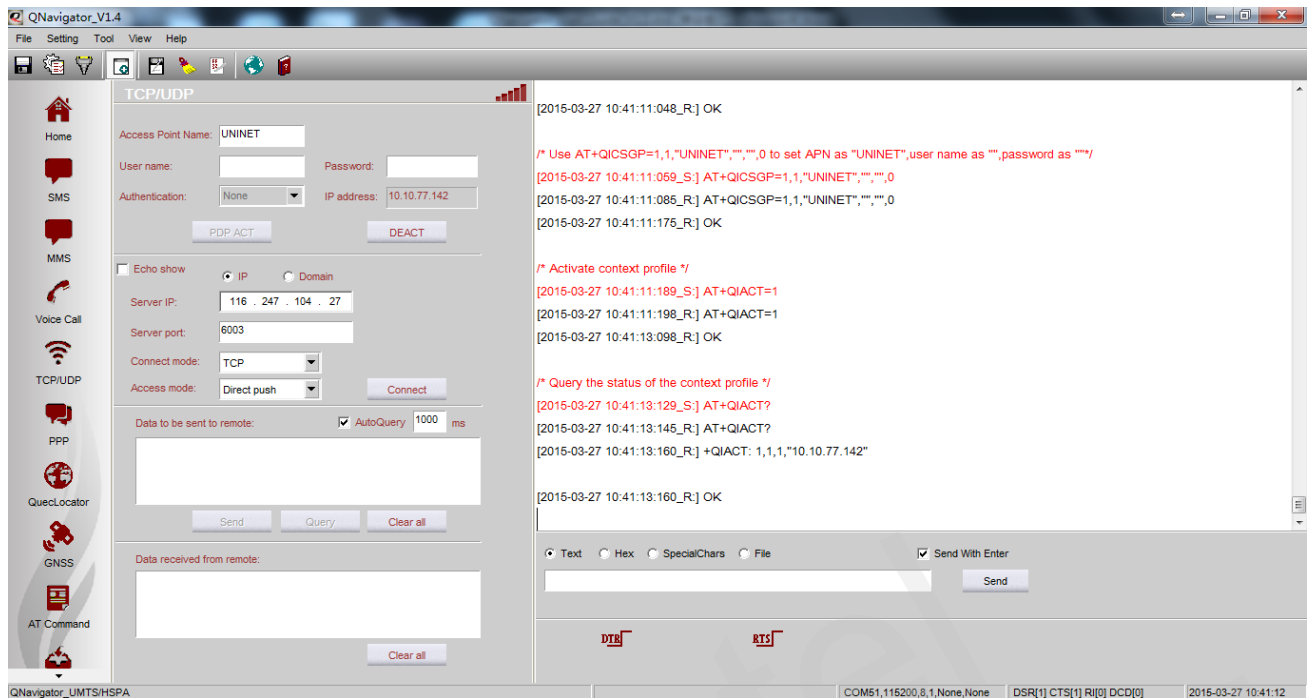 QNavigator_V1.4
File Setting Tool View Help
Home
SMS
MMS
Voice Call
TCP/UDP
PPP
QuecLocator
GNSS
AT Command
TCP/UDP
Access Point Name: UNINET
User name: Password:
Authentication: None IP address: 10.10.77.142
PDP ACT DEACT
Echo show IP Domain
Server IP: 116 . 247 . 104 . 27
Server port: 6003
Connect mode: TCP
Access mode: Direct push Connect
Data to be sent to remote: AutoQuery 1000 ms
Send Query Clear all
Data received from remote:
Clear all
[2015-03-27 10:41:11:048_R:] OK
/* Use AT+QICSGP=1,1,"UNINET","","",0 to set APN as "UNINET",user name as "",password as ""*/
[2015-03-27 10:41:11:059_S:] AT+QICSGP=1,1,"UNINET","","",0
[2015-03-27 10:41:11:085_R:] AT+QICSGP=1,1,"UNINET","","",0
[2015-03-27 10:41:11:175_R:] OK
/* Activate context profile */
[2015-03-27 10:41:11:189_S:] AT+QIACT=1
[2015-03-27 10:41:11:198_R:] AT+QIACT=1
[2015-03-27 10:41:13:098_R:] OK
/* Query the status of the context profile */
[2015-03-27 10:41:13:129_S:] AT+QIACT?
[2015-03-27 10:41:13:145_R:] AT+QIACT?
[2015-03-27 10:41:13:160_R:] +QIACT: 1,1,1,"10.10.77.142"
[2015-03-27 10:41:13:160_R:] OK
Text Hex SpecialChars File Send With Enter
Send
DTR RTS
QNavigator_UMTS/HSPA COM51,115200,8,1,None,None DSR[1] CTS[1] RI[0] DCD[0] 2015-03-27 10:41:12